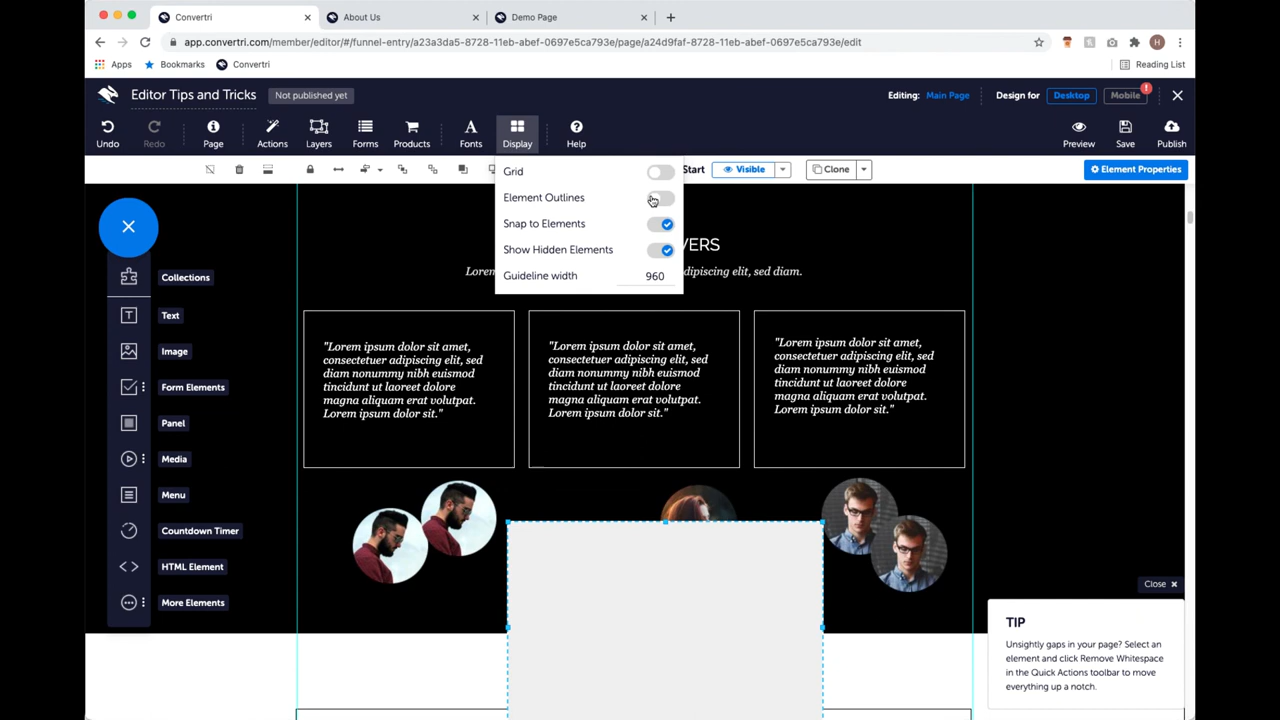 Convertri
About Us
Demo Page
app.convertri.com/member/editor/#/funnel-entry/a23a3da5-8728-11eb-abef-0697e5ca793e/page/a24d9faf-8728-11eb-abef-0697e5ca793e/edit
H
Apps
Bookmarks
Convertri
Reading List
Editor Tips and Tricks
Not published yet
Editing: Main Page
Design for
Desktop
Mobile
Undo
Redo
Page
Actions
Layers
Forms
Products
Fonts
Display
Help
Preview
Save
Publish
Start
Visible
Clone
Element Properties
Grid
Element Outlines
Snap to Elements
Show Hidden Elements
Guideline width 960
Collections
Text
Image
Form Elements
Panel
Media
Menu
Countdown Timer
HTML Element
More Elements
VERS
adipiscing elit, sed diam.
"Lorem ipsum dolor sit amet,
consectetuer adipiscing elit, sed
diam nonummy nibh euismod
tincidunt ut laoreet dolore
magna aliquam erat volutpat.
Lorem ipsum dolor sit."
"Lorem ipsum dolor sit amet,
consectetuer adipiscing elit, sed
diam nonummy nibh euismod
tincidunt ut laoreet dolore
magna aliquam erat volutpat.
Lorem ipsum dolor sit."
"Lorem ipsum dolor sit amet,
consectetuer adipiscing elit, sed
diam nonummy nibh euismod
tincidunt ut laoreet dolore
magna aliquam erat volutpat.
Lorem ipsum dolor sit."
Close
TIP
Unsightly gaps in your page? Select an
element and click Remove Whitespace
in the Quick Actions toolbar to move
everything up a notch.